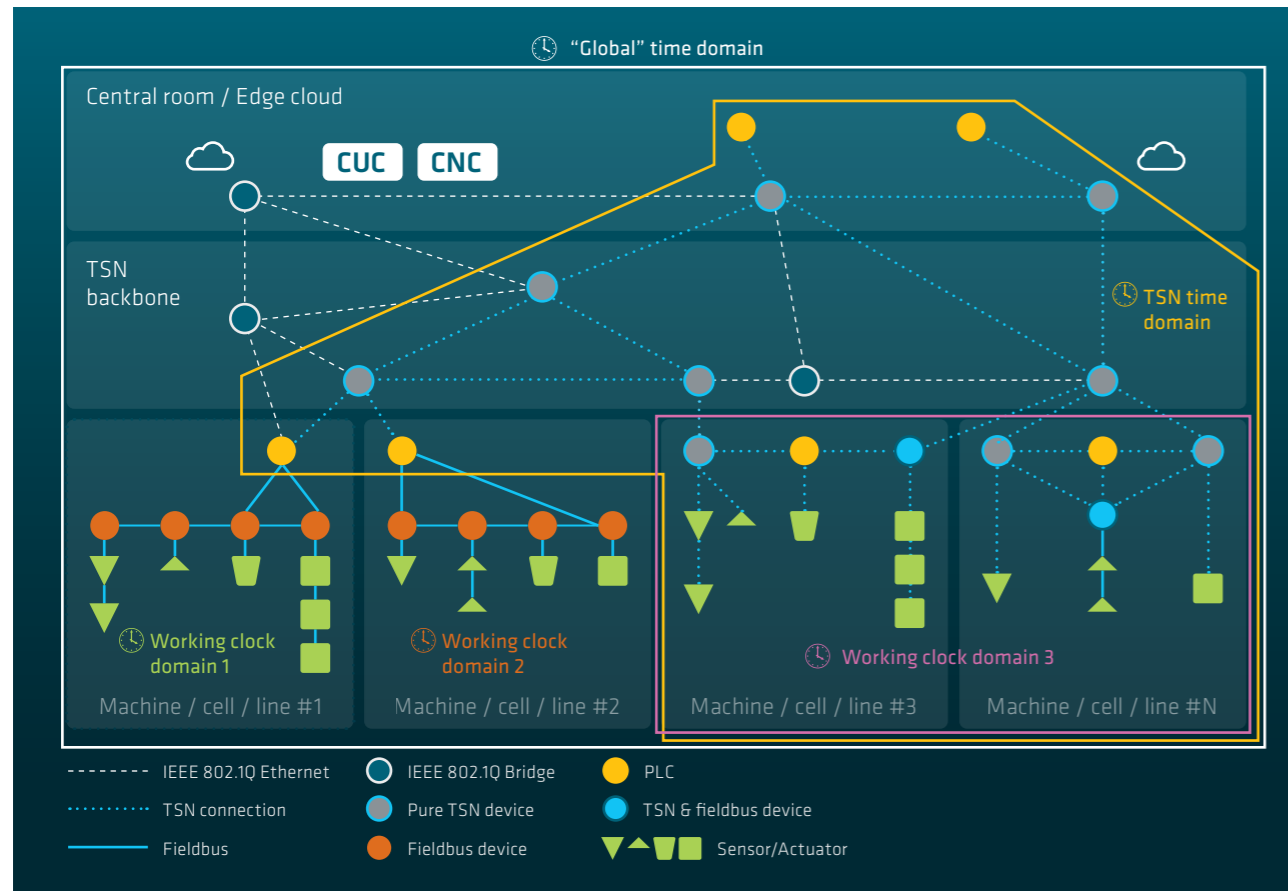 “Global” time domain
Central room / Edge cloud
CUC
CNC
TSN
backbone
TSN time
domain
Working clock
domain 1
Working clock
domain 2
Working clock domain 3
Machine / cell / line #1
Machine / cell / line #2
Machine / cell / line #3
Machine / cell / line #N
IEEE 802.1Q Ethernet
IEEE 802.1Q Bridge
PLC
TSN connection
Pure TSN device
TSN & fieldbus device
Fieldbus
Fieldbus device
Sensor/Actuator